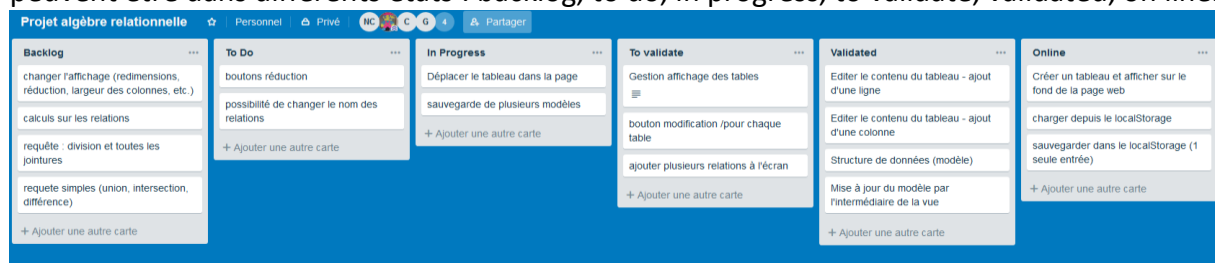 peuvent être dans différents états : backlog, to do, in progress, to validate, validated, on line.
Projet algèbre relationnelle
Personnel
Privé
NC
C
G
4
Partager
Backlog
changer l'affichage (redimensions,
réduction, largeur des colonnes, etc.)
calculs sur les relations
requête : division et toutes les
jointures
requete simples (union, intersection,
différence)
+ Ajouter une autre carte
To Do
boutons réduction
possibilité de changer le nom des
relations
+ Ajouter une autre carte
In Progress
Déplacer le tableau dans la page
sauvegarde de plusieurs modèles
+ Ajouter une autre carte
To validate
Gestion affichage des tables
bouton modification /pour chaque
table
ajouter plusieurs relations à l'écran
+ Ajouter une autre carte
Validated
Editer le contenu du tableau - ajout
d'une ligne
Editer le contenu du tableau - ajout
d'une colonne
Structure de données (modèle)
Mise à jour du modèle par
l'intermédiaire de la vue
+ Ajouter une autre carte
Online
Créer un tableau et afficher sur le
fond de la page web
charger depuis le localStorage
sauvegarder dans le localStorage (1
seule entrée)
+ Ajouter une autre carte